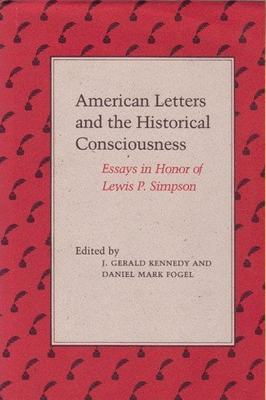 American Letters
and the Historical
Consciousness
Essays in Honor of
Lewis P. Simpson
Edited by
J. GERALD KENNEDY AND
DANIEL MARK FOGEL